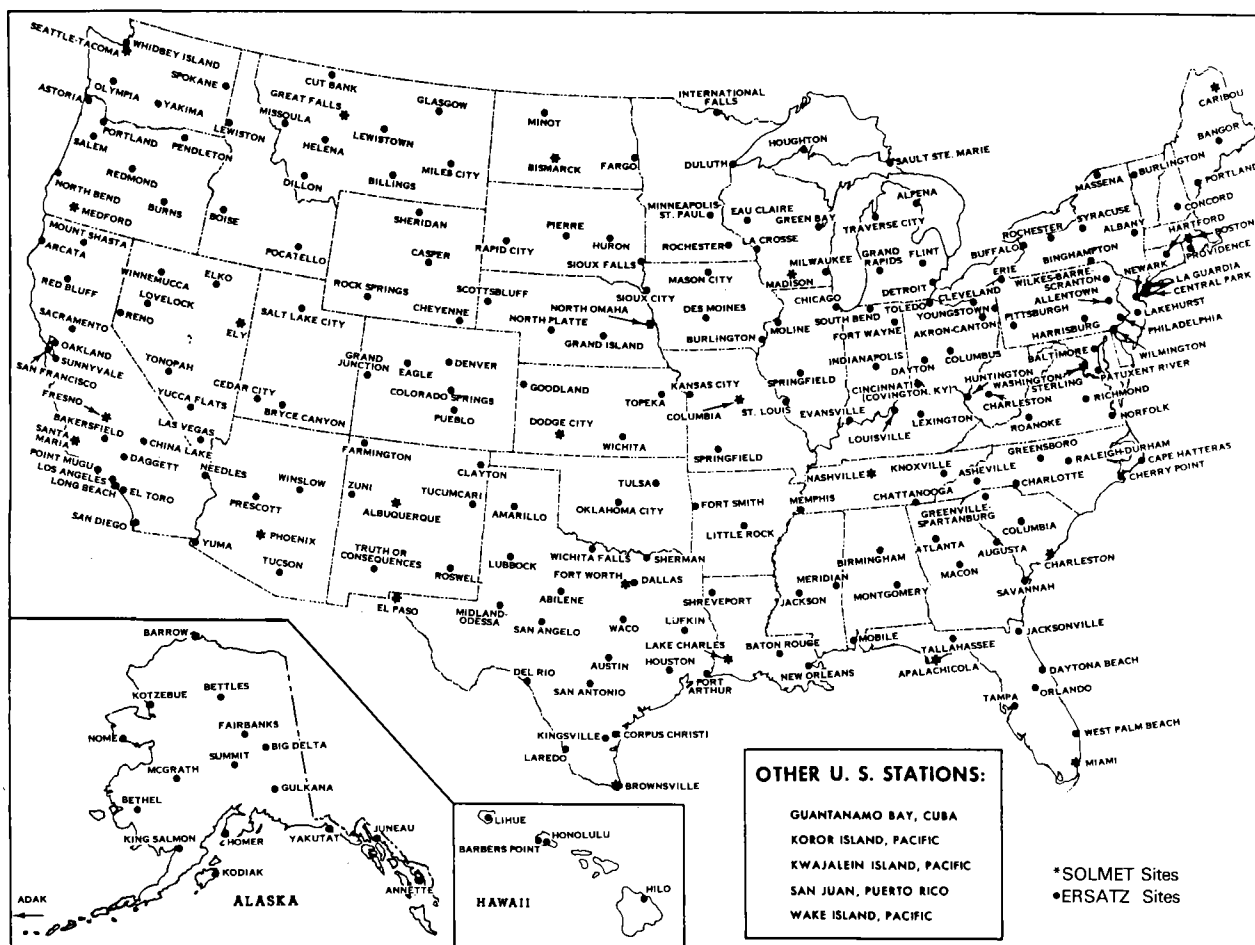 SEATTLE-TACOMA
WHIDBEY ISLAND
SPOKANE
OLYMPIA
ASTORIA
YAKIMA
PORTLAND
SALEM
PENDLETON
LEWISTON
REDMOND
NORTH BEND
MEDFORD
BURNS
BOISE
POCATELLO
CUT BANK
GREAT FALLS
MISSOULA
GLASGOW
LEWISTOWN
HELENA
MILES CITY
DILLON
BILLINGS
MINOT
BISMARCK
FARGO
INTERNATIONAL
FALLS
DULUTH
HOUGHTON
SAULT STE. MARIE
CARIBOU
BANGOR
BURLINGTON
MASSENA
PORTLAND
CONCORD
SYRACUSE
ALBANY
HARTFORD
BOSTON
PROVIDENCE
ROCHESTER
BUFFALO
BINGHAMPTON
ERIE
WILKES-BARRE-
SCRANTON
NEWARK
LA GUARDIA
CENTRAL PARK
ALLENTOWN
LAKEHURST
PHILADELPHIA
WILMINGTON
MINNEAPOLIS-
ST. PAUL
EAU CLAIRE
GREEN BAY
ALPENA
TRAVERSE CITY
ROCHESTER
LA CROSSE
MILWAUKEE
GRAND
RAPIDS
FLINT
MADISON
DETROIT
MASON CITY
CHICAGO
SOUTH BEND
TOLEDO
CLEVELAND
YOUNGSTOWN
PITTSBURGH
HARRISBURG
FORT WAYNE
AKRON-CANTON
MOLINE
DES MOINES
BURLINGTON
SIOUX CITY
SIOUX FALLS
HURON
PIERRE
RAPID CITY
SHERIDAN
CASPER
ROCK SPRINGS
CHEYENNE
SCOTTSBLUFF
NORTH OMAHA
NORTH PLATTE
GRAND ISLAND
MOUNT SHASTA
ARCATA
RED BLUFF
SACRAMENTO
OAKLAND
SUNNYVALE
SAN FRANCISCO
FRESNO
BAKERSFIELD
SANTA
MARIA
POINT MUGU
LOS ANGELES
LONG BEACH
SAN DIEGO
CHINA LAKE
DAGGETT
EL TORO
NEEDLES
WINNEMUCCA
LOVELOCK
RENO
ELKO
ELY
TONOPAH
YUCCA FLATS
LAS VEGAS
SALT LAKE CITY
CEDAR CITY
BRYCE CANYON
GRAND
JUNCTION
EAGLE
DENVER
COLORADO SPRINGS
PUEBLO
GOODLAND
TOPEKA
DODGE CITY
WICHITA
KANSAS CITY
COLUMBIA
ST. LOUIS
SPRINGFIELD
SPRINGFIELD
INDIANAPOLIS
DAYTON
COLUMBUS
CINCINNATI
(COVINGTON, KY)
EVANSVILLE
LOUISVILLE
LEXINGTON
HUNTINGTON
CHARLESTON
WASHINGTON
STERLING
BALTIMORE
PATUXENT RIVER
RICHMOND
NORFOLK
ROANOKE
GREENSBORO
RALEIGH-DURHAM
CAPE HATTERAS
CHERRY POINT
ASHEVILLE
CHARLOTTE
KNOXVILLE
NASHVILLE
CHATTANOOGA
MEMPHIS
GREENVILLE-
SPARTANBURG
COLUMBIA
CHARLESTON
AUGUSTA
ATLANTA
MACON
SAVANNAH
BIRMINGHAM
MONTGOMERY
MERIDIAN
JACKSON
MOBILE
FARMINGTON
CLAYTON
ZUNI
ALBUQUERQUE
TUCUMCARI
TRUTH OR
CONSEQUENCES
ROSWELL
WINSLOW
PRESCOTT
PHOENIX
YUMA
TUCSON
EL PASO
TULSA
OKLAHOMA CITY
FORT SMITH
LITTLE ROCK
AMARILLO
LUBBOCK
WICHITA FALLS
SHERMAN
FORT WORTH
DALLAS
ABILENE
MIDLAND-
ODESSA
SAN ANGELO
WACO
LUFKIN
SHREVEPORT
LAKE CHARLES
BATON ROUGE
NEW ORLEANS
PORT
ARTHUR
HOUSTON
AUSTIN
SAN ANTONIO
DEL RIO
LAREDO
KINGSVILLE
CORPUS CHRISTI
BROWNSVILLE
TALLAHASSEE
APALACHICOLA
JACKSONVILLE
DAYTONA BEACH
ORLANDO
TAMPA
WEST PALM BEACH
MIAMI
BARROW
KOTZEBUE
BETTLES
NOME
FAIRBANKS
BIG DELTA
SUMMIT
MCGRATH
GULKANA
BETHEL
KING SALMON
HOMER
YAKUTAT
JUNEAU
KODIAK
ANNETTE
ADAK
ALASKA
LIHUE
HONOLULU
BARBERS POINT
HILO
HAWAII
OTHER U. S. STATIONS:
GUANTANAMO BAY, CUBA
KOROR ISLAND, PACIFIC
KWAJALEIN ISLAND, PACIFIC
SAN JUAN, PUERTO RICO
WAKE ISLAND, PACIFIC
*SOLMET Sites
●ERSATZ Sites